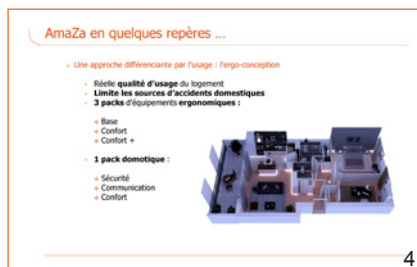 AmaZa en quelques repères ...
Une approche différenciante par l'usage : l'ergo-conception
Réelle qualité d'usage du logement
Limite les sources d'accidents domestiques
3 packs d'équipements ergonomiques :
Base
Confort
Confort +
1 pack domotique :
Sécurité
Communication
Confort
4